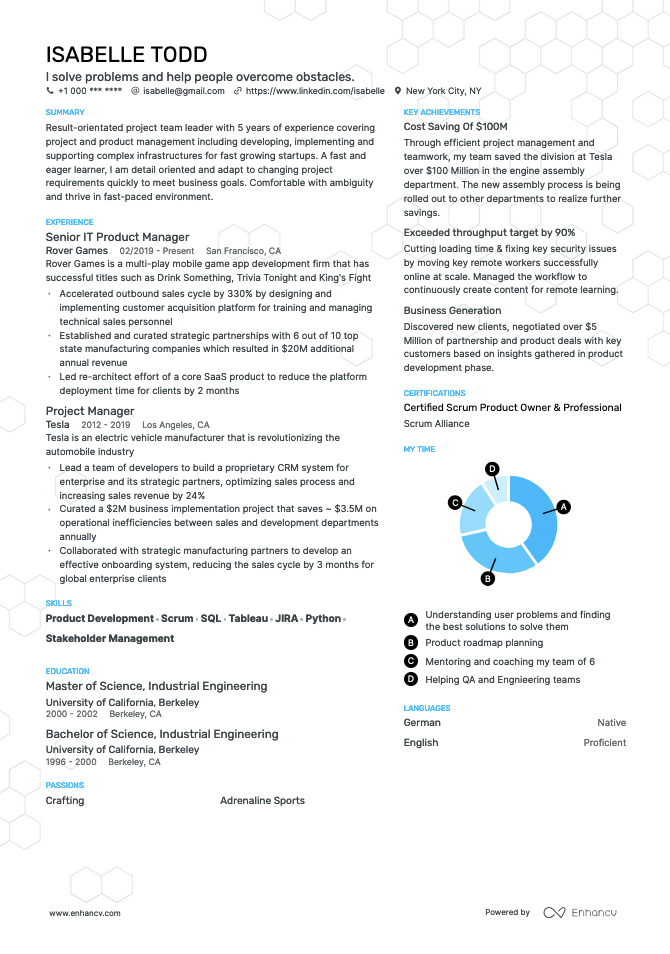 ISABELLE TODD
I solve problems and help people overcome obstacles.
+1 000 *** **** @ isabelle@gmail.com https://www.linkedin.com/isabelle New York City, NY
SUMMARY
Result-orientated project team leader with 5 years of experience covering
project and product management including developing, implementing and
supporting complex infrastructures for fast growing startups. A fast and
eager learner, I am detail oriented and adapt to changing project
requirements quickly to meet business goals. Comfortable with ambiguity
and thrive in fast-paced environment.
EXPERIENCE
Senior IT Product Manager
Rover Games 02/2019 - Present San Francisco, CA
Rover Games is a multi-play mobile game app development firm that has
successful titles such as Drink Something, Trivia Tonight and King's Fight
· Accelerated outbound sales cycle by 330% by designing and
implementing customer acquisition platform for training and managing
technical sales personnel
· Established and curated strategic partnerships with 6 out of 10 top
state manufacturing companies which resulted in $20M additional
annual revenue
· Led re-architect effort of a core SaaS product to reduce the platform
deployment time for clients by 2 months
Project Manager
Tesla 2012 - 2019 Los Angeles, CA
Tesla is an electric vehicle manufacturer that is revolutionizing the
automobile industry
· Lead a team of developers to build a proprietary CRM system for
enterprise and its strategic partners, optimizing sales process and
increasing sales revenue by 24%
· Curated a $2M business implementation project that saves ~ $3.5M on
operational inefficiencies between sales and development departments
annually
· Collaborated with strategic manufacturing partners to develop an
effective onboarding system, reducing the sales cycle by 3 months for
global enterprise clients
SKILLS
Product Development · Scrum · SQL · Tableau · JIRA · Python ·
Stakeholder Management
EDUCATION
Master of Science, Industrial Engineering
University of California, Berkeley
2000 - 2002 Berkeley, CA
Bachelor of Science, Industrial Engineering
University of California, Berkeley
1996 - 2000 Berkeley, CA
PASSIONS
Crafting Adrenaline Sports
KEY ACHIEVEMENTS
Cost Saving Of $100M
Through efficient project management and
teamwork, my team saved the division at Tesla
over $100 Million in the engine assembly
department. The new assembly process is being
rolled out to other departments to realize further
savings.
Exceeded throughput target by 90%
Cutting loading time & fixing key security issues
by moving key remote workers successfully
online at scale. Managed the workflow to
continuously create content for remote learning.
Business Generation
Discovered new clients, negotiated over $5
Million of partnership and product deals with key
customers based on insights gathered in product
development phase.
CERTIFICATIONS
Certified Scrum Product Owner & Professional
Scrum Alliance
MY TIME
D
C
A
B
A Understanding user problems and finding
the best solutions to solve them
B Product roadmap planning
C Mentoring and coaching my team of 6
D Helping QA and Engnieering teams
LANGUAGES
German Native
English Proficient
www.enhancv.com
Powered by Enhancv